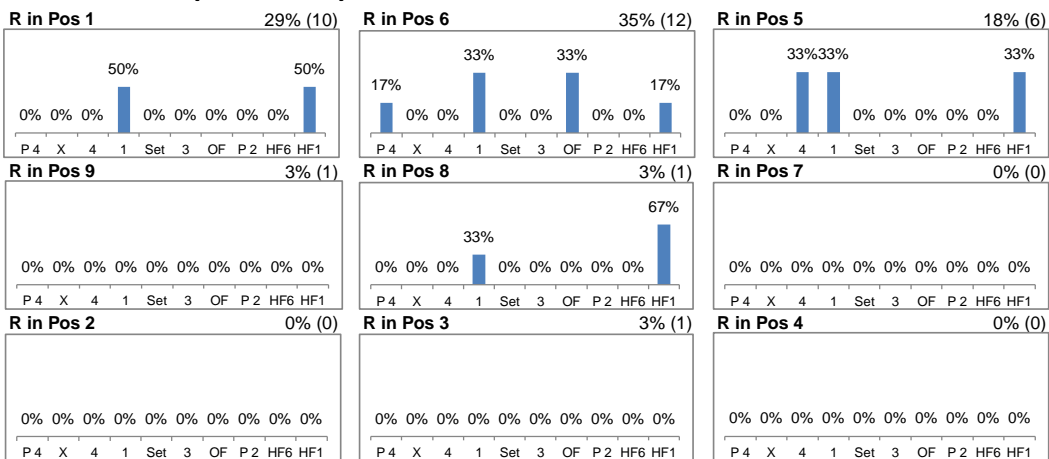 R in Pos 1 29% (10)
50% 50%
0% 0% 0% 0% 0% 0% 0% 0%
P 4 X 4 1 Set 3 OF P 2 HF6 HF1
R in Pos 6 35% (12)
33% 33%
17% 17%
0% 0% 0% 0% 0% 0%
P 4 X 4 1 Set 3 OF P 2 HF6 HF1
R in Pos 5 18% (6)
33% 33% 33%
0% 0% 0% 0% 0% 0% 0%
P 4 X 4 1 Set 3 OF P 2 HF6 HF1
R in Pos 9 3% (1)
0% 0% 0% 0% 0% 0% 0% 0% 0% 0%
P 4 X 4 1 Set 3 OF P 2 HF6 HF1
R in Pos 8 3% (1)
67%
33%
0% 0% 0% 0% 0% 0% 0% 0%
P 4 X 4 1 Set 3 OF P 2 HF6 HF1
R in Pos 7 0% (0)
0% 0% 0% 0% 0% 0% 0% 0% 0% 0%
P 4 X 4 1 Set 3 OF P 2 HF6 HF1
R in Pos 2 0% (0)
0% 0% 0% 0% 0% 0% 0% 0% 0% 0%
P 4 X 4 1 Set 3 OF P 2 HF6 HF1
R in Pos 3 3% (1)
0% 0% 0% 0% 0% 0% 0% 0% 0% 0%
P 4 X 4 1 Set 3 OF P 2 HF6 HF1
R in Pos 4 0% (0)
0% 0% 0% 0% 0% 0% 0% 0% 0% 0%
P 4 X 4 1 Set 3 OF P 2 HF6 HF1